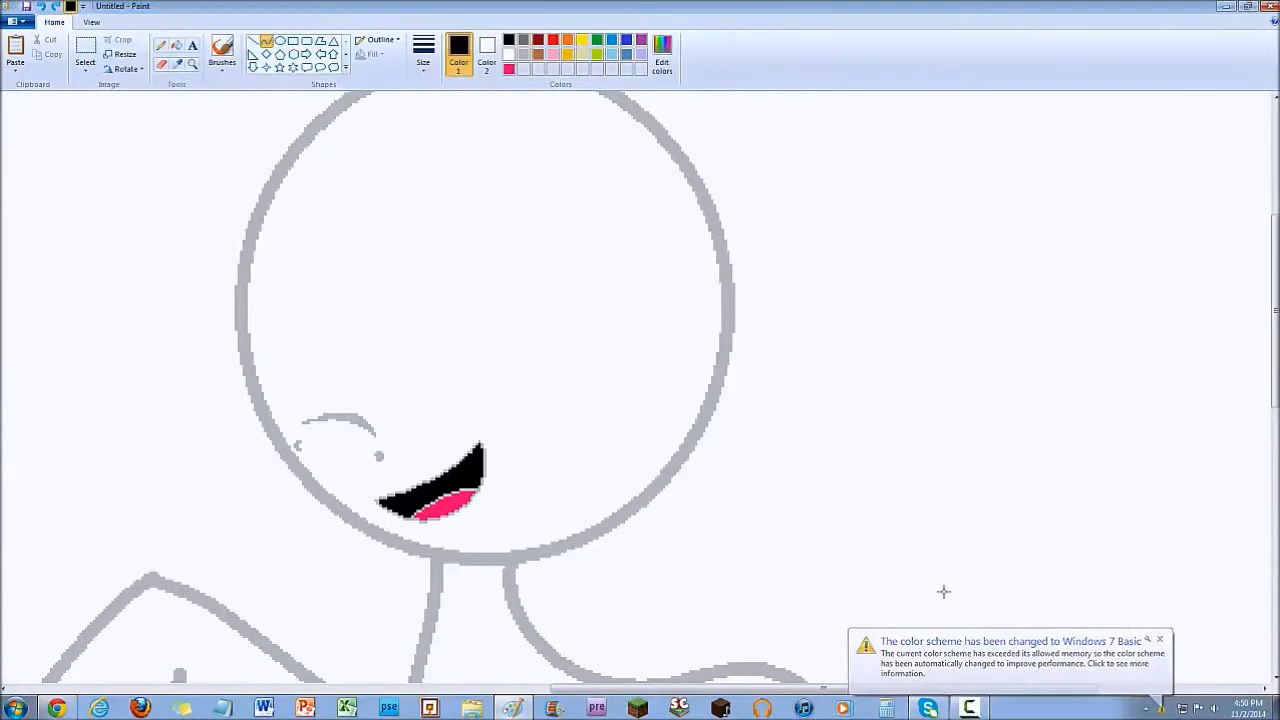 Untitled - Paint
Home View
Paste
Cut
Copy
Clipboard
Select
Crop
Resize
Rotate
Image
A
Tools
Brushes
Outline
Fill
Shapes
Size
Color 1
Color 2
Edit colors
Colors
The color scheme has been changed to Windows 7 Basic
The current color scheme has exceeded its allowed memory so the color scheme
has been automatically changed to improve performance. Click to see more
information.
W P X pse pre SC S C
4:50 PM
11/2/2014